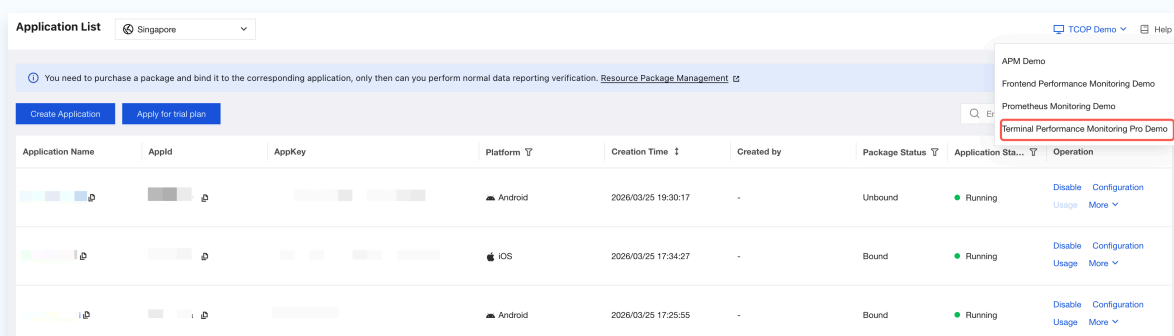 Application List
Singapore
TCOP Demo
Help
APM Demo
Frontend Performance Monitoring Demo
Prometheus Monitoring Demo
Terminal Performance Monitoring Pro Demo
You need to purchase a package and bind it to the corresponding application, only then can you perform normal data reporting verification. Resource Package Management
Create Application
Apply for trial plan
Application Name AppId AppKey Platform Creation Time Created by Package Status Application Sta... Operation
Android 2026/03/25 19:30:17 - Unbound Running Disable Configuration
Usage More
iOS 2026/03/25 17:34:27 - Bound Running Disable Configuration
Usage More
Android 2026/03/25 17:25:55 - Bound Running Disable Configuration
Usage More